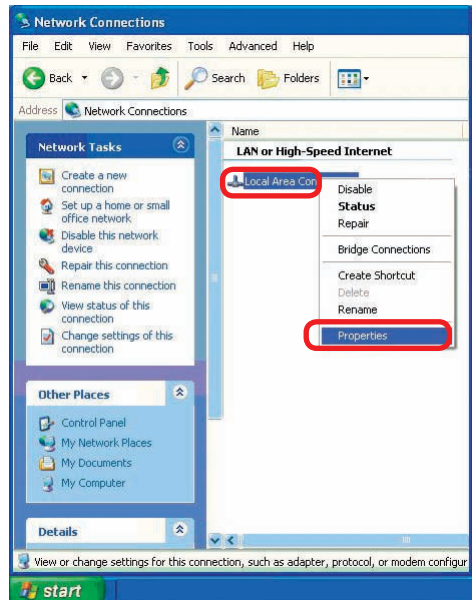 Network Connections
File Edit View Favorites Tools Advanced Help
Back Search Folders
Address Network Connections
Network Tasks
Create a new
connection
Set up a home or small
office network
Disable this network
device
Repair this connection
Rename this connection
View status of this
connection
Change settings of this
connection
Other Places
Control Panel
My Network Places
My Documents
My Computer
Details
Name
LAN or High-Speed Internet
Local Area Con
Disable
Status
Repair
Bridge Connections
Create Shortcut
Delete
Rename
Properties
View or change settings for this connection, such as adapter, protocol, or modem configur
start